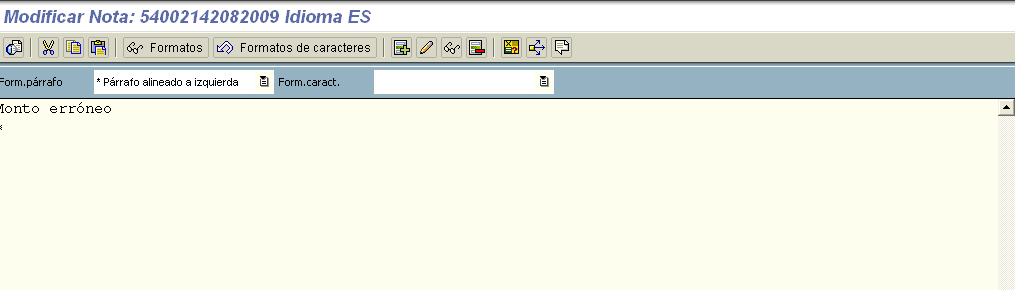 Modificar Nota: 54002142082009 Idioma ES
Formatos Formatos de caracteres
Form.párrafo * Párrafo alineado a izquierda Form.caract.
Monto erróneo
*